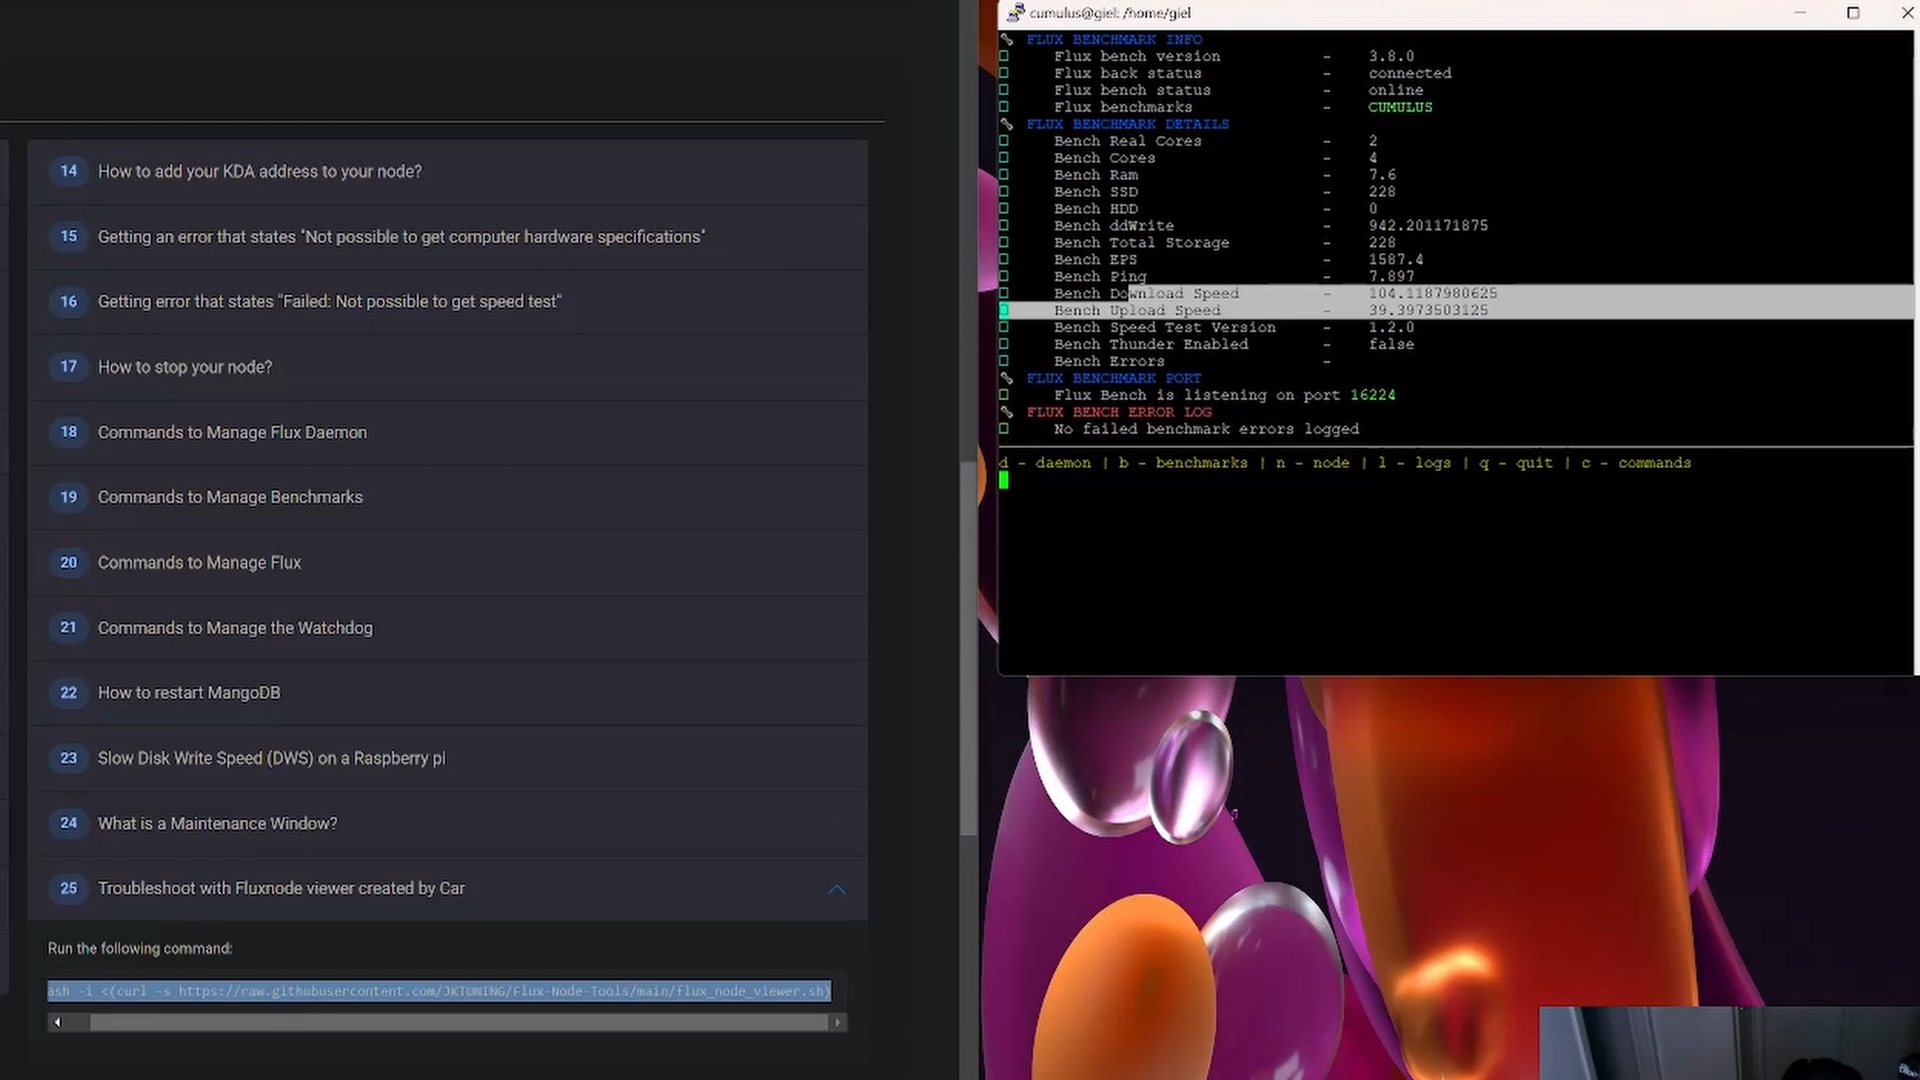 14 How to add your KDA address to your node?
15 Getting an error that states "Not possible to get computer hardware specifications"
16 Getting error that states "Failed: Not possible to get speed test"
17 How to stop your node?
18 Commands to Manage Flux Daemon
19 Commands to Manage Benchmarks
20 Commands to Manage Flux
21 Commands to Manage the Watchdog
22 How to restart MangoDB
23 Slow Disk Write Speed (DWS) on a Raspberry pi
24 What is a Maintenance Window?
25 Troubleshoot with Fluxnode viewer created by Car
Run the following command:
ash -i <(curl -s https://raw.githubusercontent.com/JKTUNING/Flux-Node-Tools/main/flux_node_viewer.sh)
cumulus@giel: /home/giel
FLUX BENCHMARK INFO
Flux bench version - 3.8.0
Flux back status - connected
Flux bench status - online
Flux benchmarks - CUMULUS
FLUX BENCHMARK DETAILS
Bench Real Cores - 2
Bench Cores - 4
Bench Ram - 7.6
Bench SSD - 228
Bench HDD - 0
Bench ddWrite - 942.201171875
Bench Total Storage - 228
Bench EPS - 1587.4
Bench Ping - 7.897
Bench Download Speed - 104.1187980625
Bench Upload Speed - 39.3973503125
Bench Speed Test Version - 1.2.0
Bench Thunder Enabled - false
Bench Errors -
FLUX BENCHMARK PORT
Flux Bench is listening on port 16224
FLUX BENCH ERROR LOG
No failed benchmark errors logged
d - daemon | b - benchmarks | n - node | l - logs | q - quit | c - commands